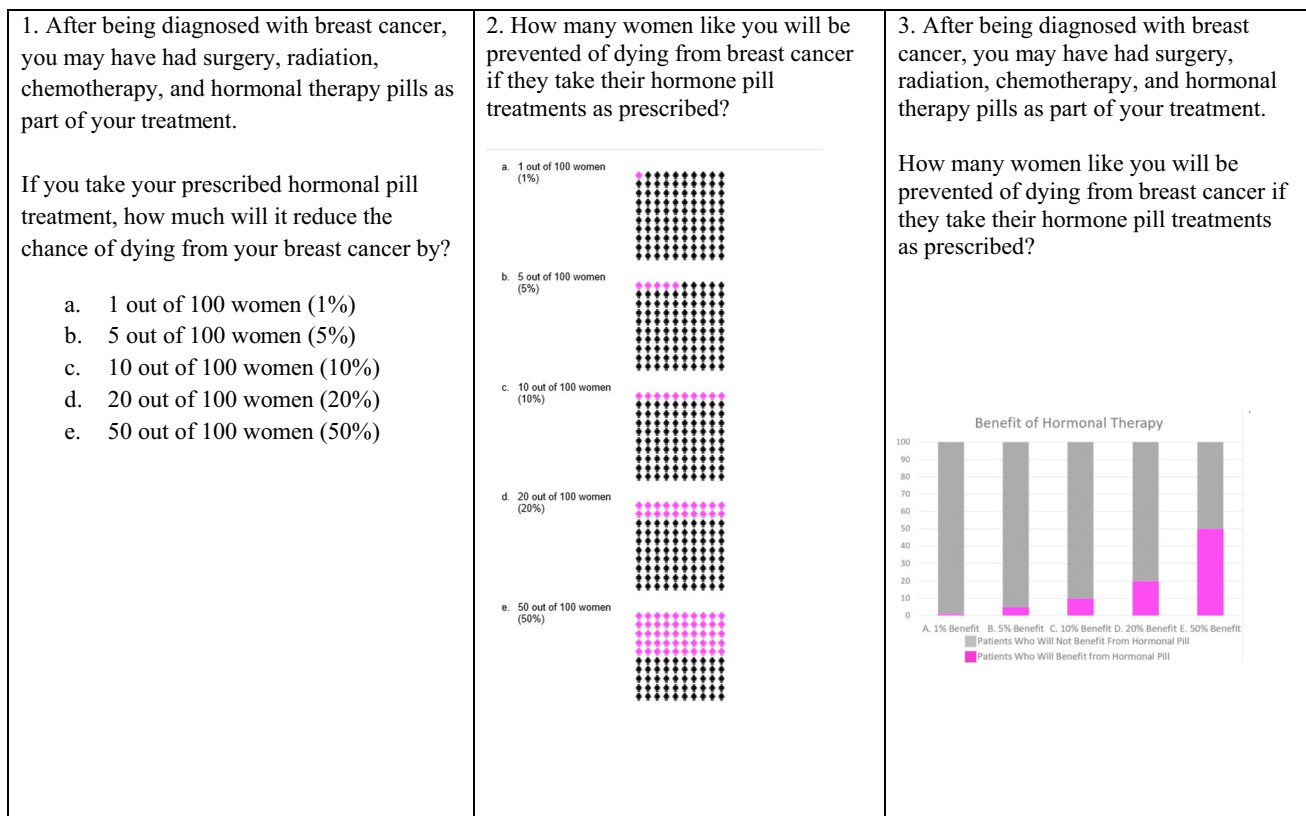 1. After being diagnosed with breast cancer,
you may have had surgery, radiation,
chemotherapy, and hormonal therapy pills as
part of your treatment.
If you take your prescribed hormonal pill
treatment, how much will it reduce the
chance of dying from your breast cancer by?
a. 1 out of 100 women (1%)
b. 5 out of 100 women (5%)
c. 10 out of 100 women (10%)
d. 20 out of 100 women (20%)
e. 50 out of 100 women (50%)
2. How many women like you will be
prevented of dying from breast cancer
if they take their hormone pill
treatments as prescribed?
a. 1 out of 100 women
(1%)
b. 5 out of 100 women
(5%)
c. 10 out of 100 women
(10%)
d. 20 out of 100 women
(20%)
e. 50 out of 100 women
(50%)
3. After being diagnosed with breast
cancer, you may have had surgery,
radiation, chemotherapy, and hormonal
therapy pills as part of your treatment.
How many women like you will be
prevented of dying from breast cancer if
they take their hormone pill treatments
as prescribed?
Benefit of Hormonal Therapy
100
90
80
70
60
50
40
30
20
10
0
A. 1% Benefit B. 5% Benefit C. 10% Benefit D. 20% Benefit E. 50% Benefit
Patients Who Will Not Benefit From Hormonal Pill
Patients Who Will Benefit from Hormonal Pill